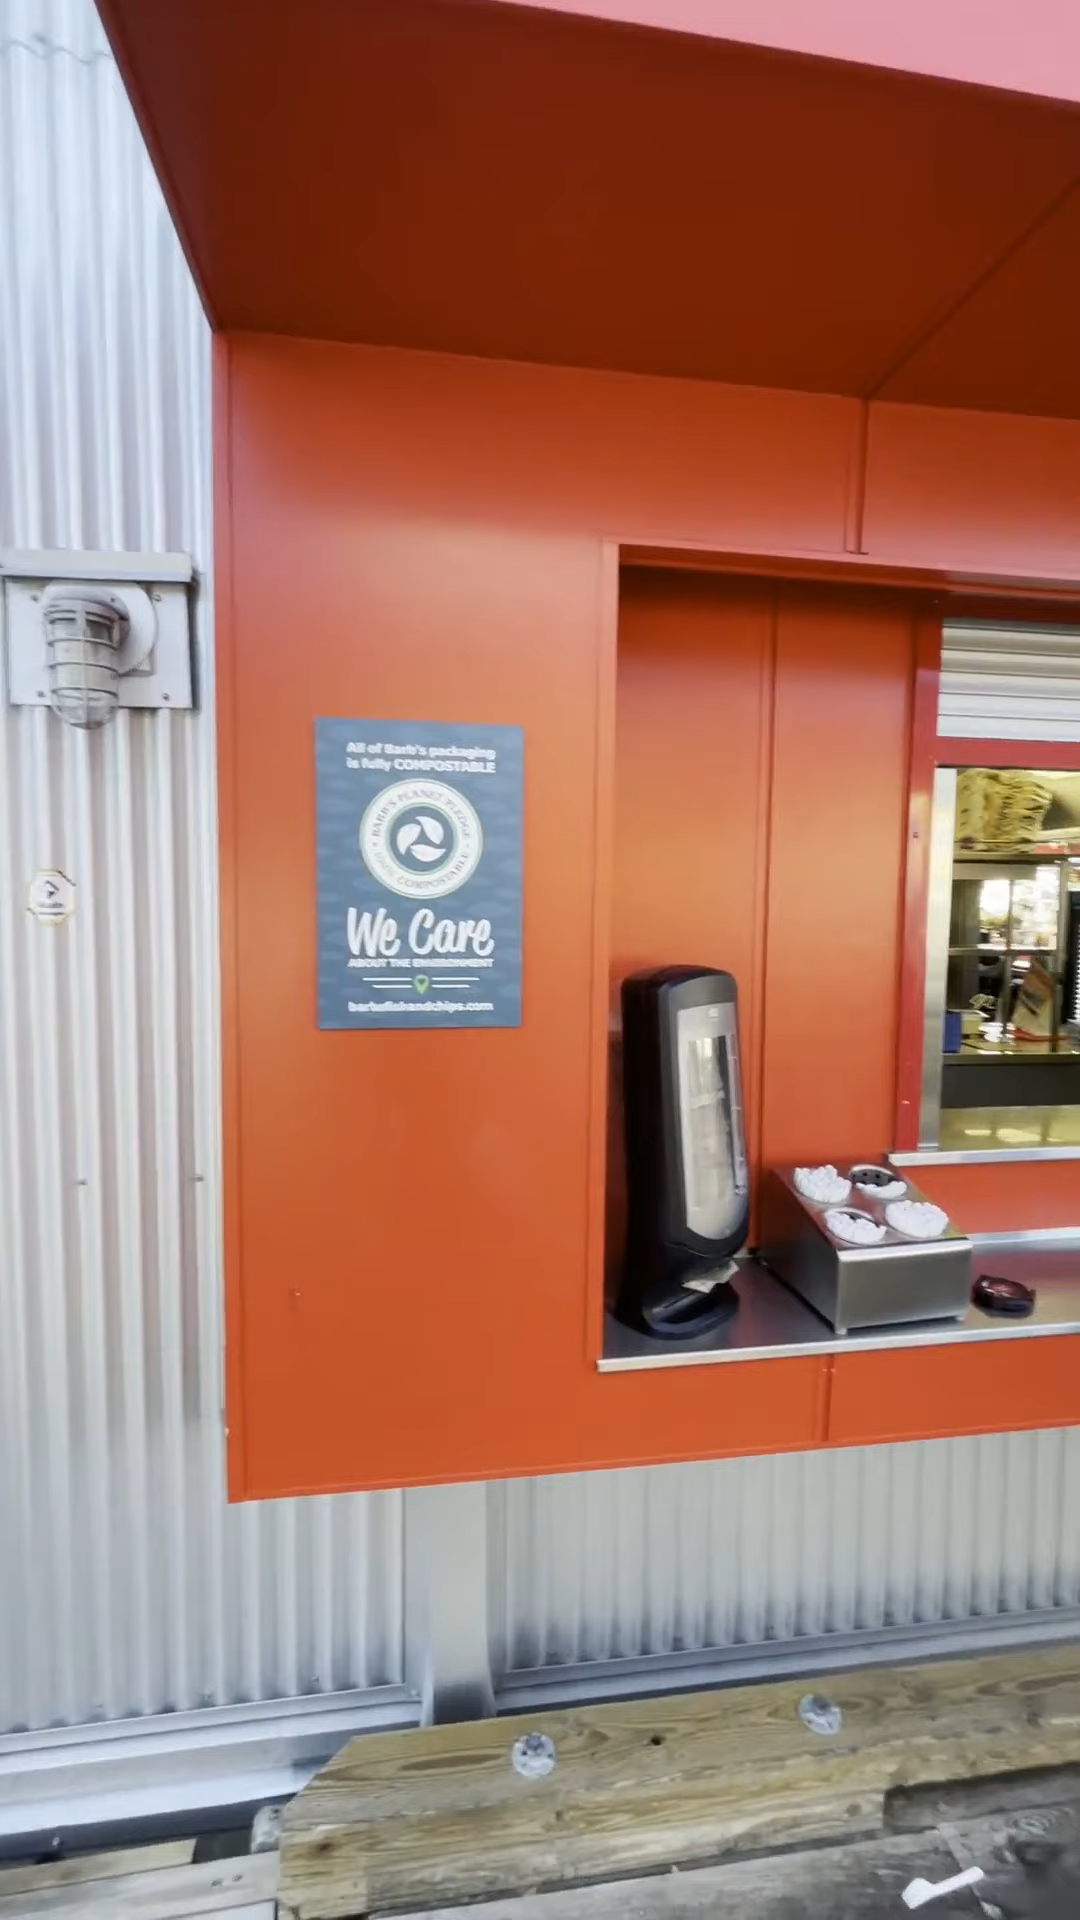 All of Barb's packaging
is fully COMPOSTABLE
BARB'S PLANET PLEDGE
100% COMPOSTABLE
We Care
ABOUT THE ENVIRONMENT
barbsfishandchips.com